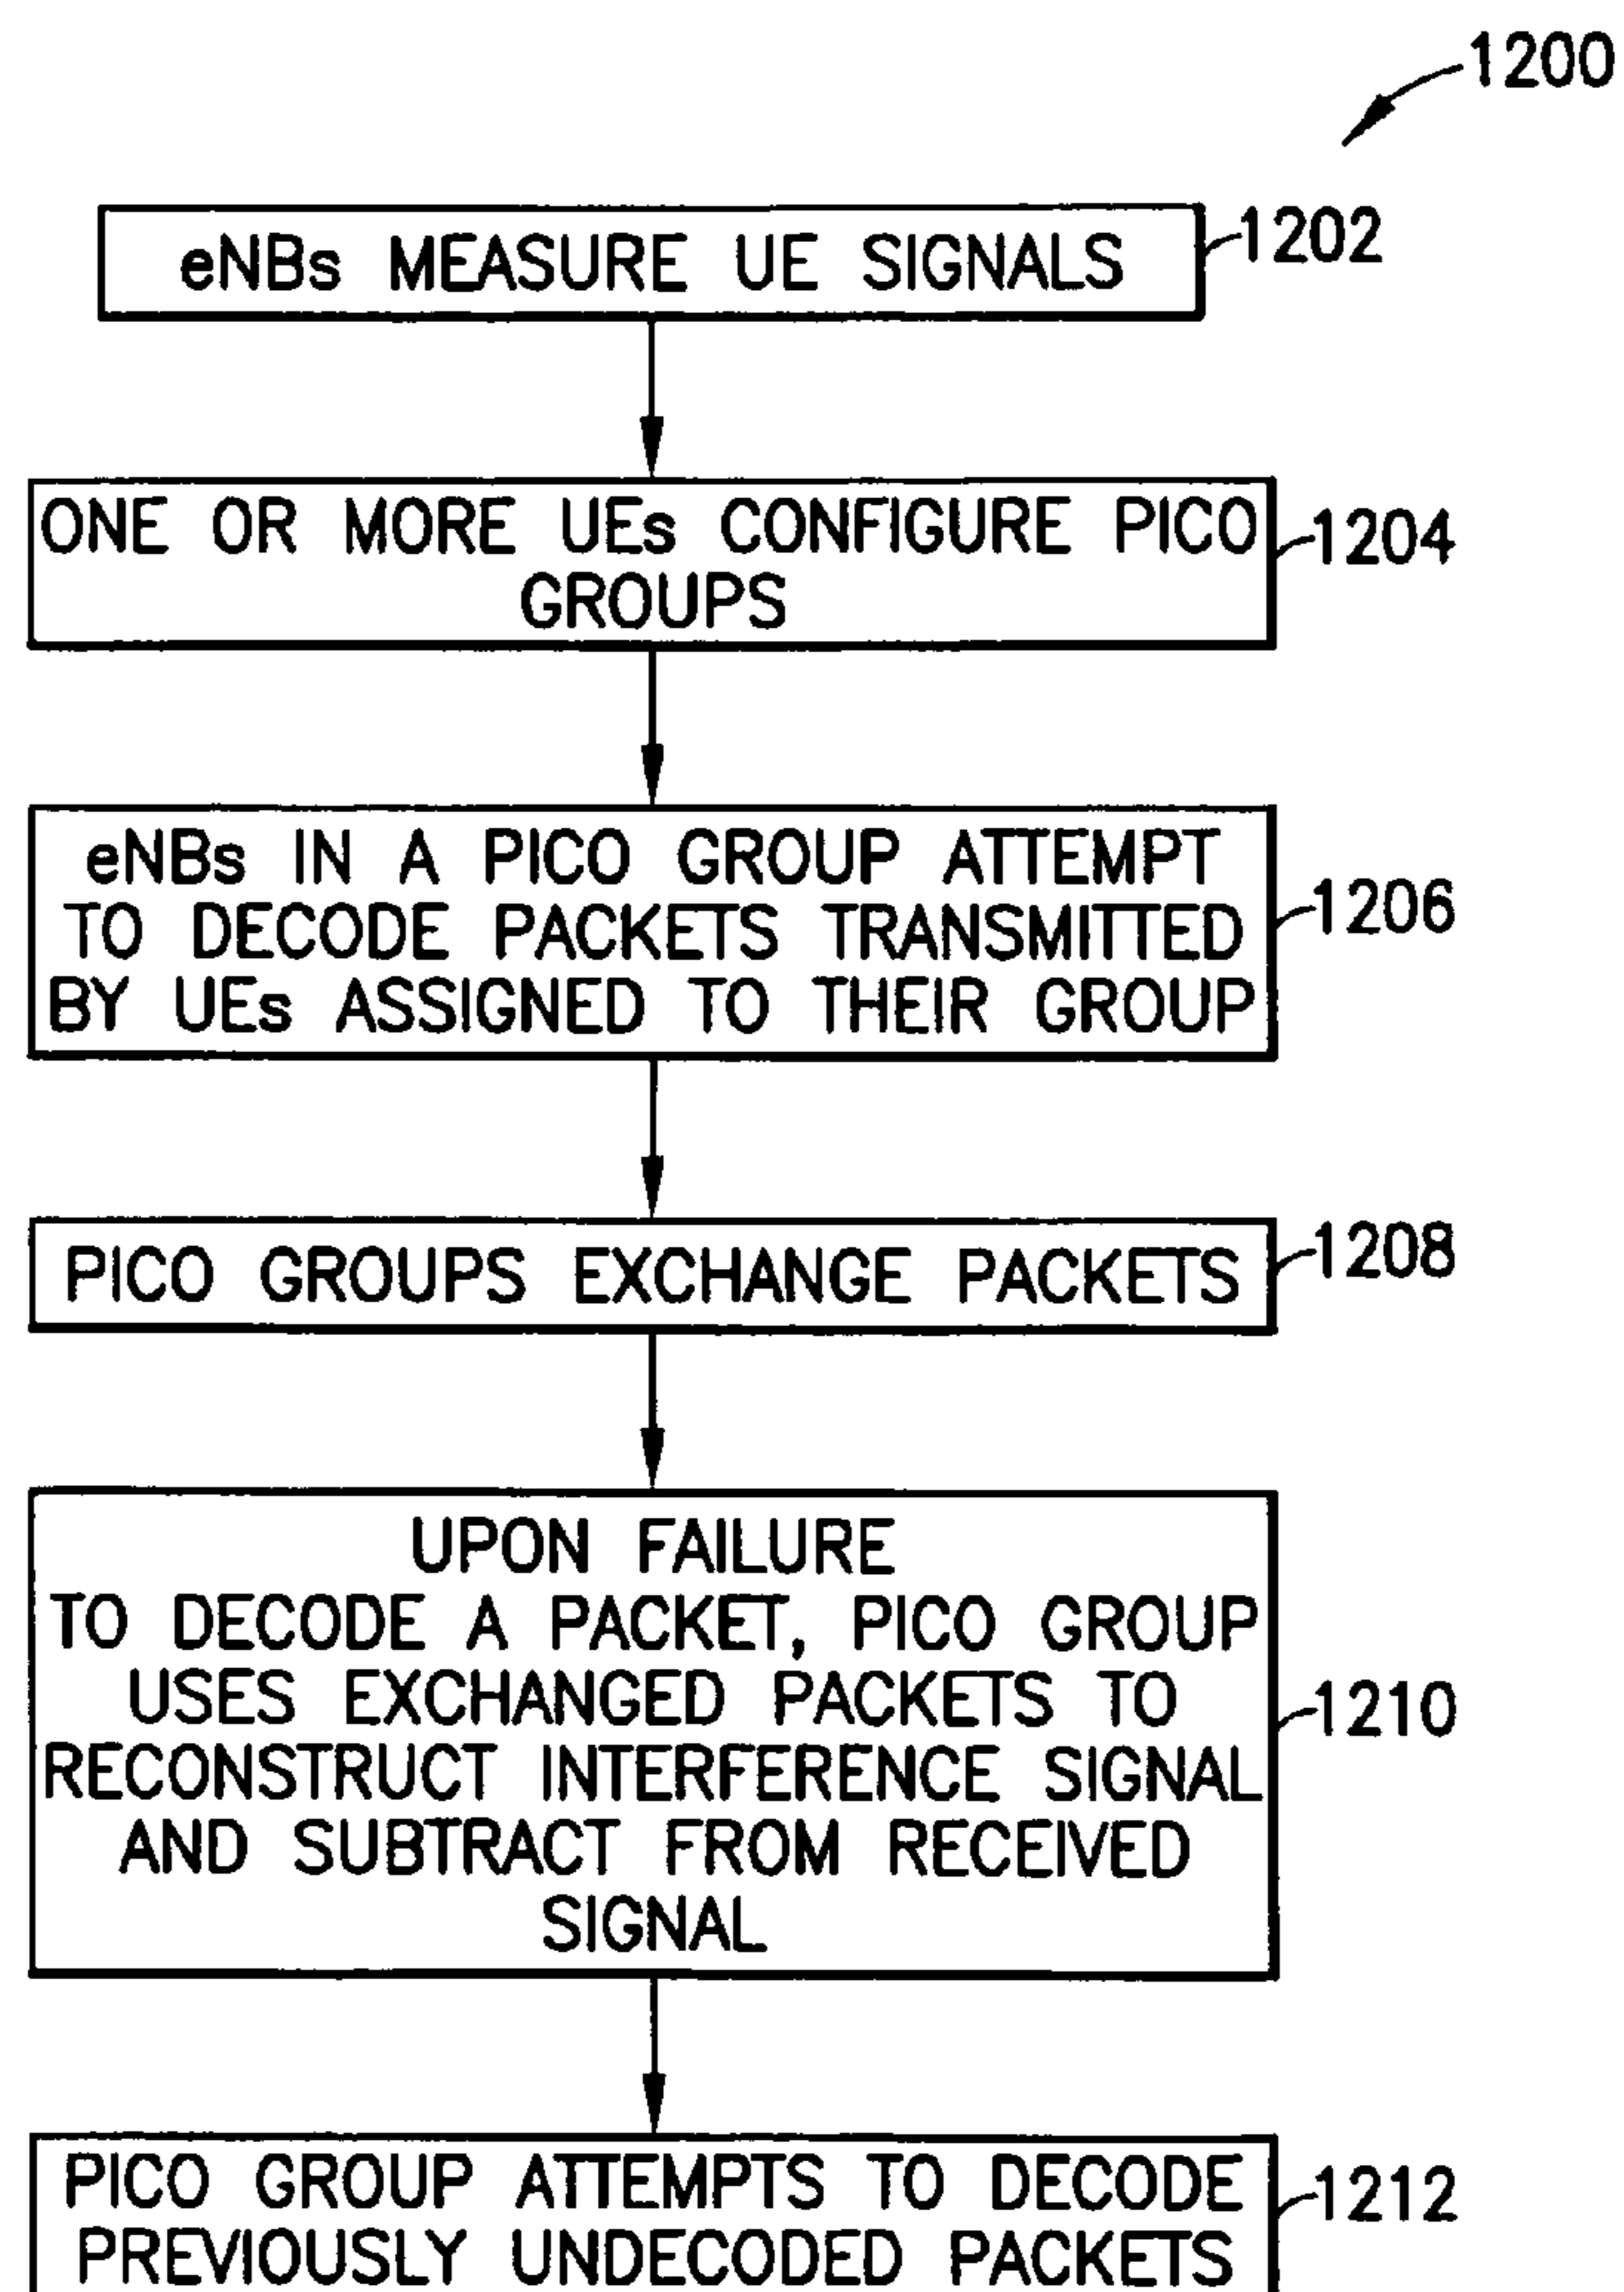 1200
eNBs MEASURE UE SIGNALS
1202
ONE OR MORE UEs CONFIGURE PICO
GROUPS
1204
eNBs IN A PICO GROUP ATTEMPT
TO DECODE PACKETS TRANSMITTED
BY UEs ASSIGNED TO THEIR GROUP
1206
PICO GROUPS EXCHANGE PACKETS
1208
UPON FAILURE
TO DECODE A PACKET, PICO GROUP
USES EXCHANGED PACKETS TO
RECONSTRUCT INTERFERENCE SIGNAL
AND SUBTRACT FROM RECEIVED
SIGNAL
1210
PICO GROUP ATTEMPTS TO DECODE
PREVIOUSLY UNDECODED PACKETS
1212